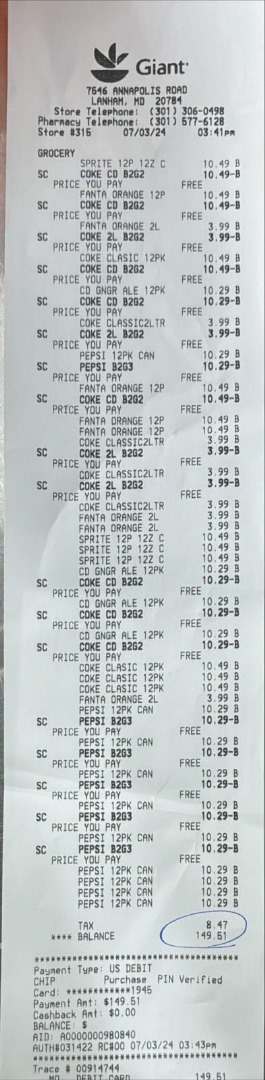 Giant
7546 ANNAPOLIS ROAD
LANHAM, MD 20784
Store Telephone: (301) 306-0498
Pharmacy Telephone: (301) 577-6128
Store #315 07/03/24 03:41pm
GROCERY
SPRITE 12P 12Z C 10.49 B
SC COKE CD B2G2 10.49-B
PRICE YOU PAY FREE
FANTA ORANGE 12P 10.49 B
SC COKE CD B2G2 10.49-B
PRICE YOU PAY FREE
FANTA ORANGE 2L 3.99 B
SC COKE 2L B2G2 3.99-B
PRICE YOU PAY FREE
COKE CLASIC 12PK 10.49 B
SC COKE CD B2G2 10.49-B
PRICE YOU PAY FREE
CD GNGR ALE 12PK 10.29 B
SC COKE CD B2G2 10.29-B
PRICE YOU PAY FREE
COKE CLASSIC2LTR 3.99 B
SC COKE 2L B2G2 3.99-B
PRICE YOU PAY FREE
PEPSI 12PK CAN 10.29 B
SC PEPSI B2G3 10.29-B
PRICE YOU PAY FREE
FANTA ORANGE 12P 10.49 B
SC COKE CD B2G2 10.49-B
PRICE YOU PAY FREE
FANTA ORANGE 12P 10.49 B
FANTA ORANGE 12P 10.49 B
COKE CLASSIC2LTR 3.99 B
SC COKE 2L B2G2 3.99-B
PRICE YOU PAY FREE
COKE CLASSIC2LTR 3.99 B
SC COKE 2L B2G2 3.99-B
PRICE YOU PAY FREE
COKE CLASSIC2LTR 3.99 B
FANTA ORANGE 2L 3.99 B
FANTA ORANGE 2L 3.99 B
SPRITE 12P 12Z C 10.49 B
SPRITE 12P 12Z C 10.49 B
SPRITE 12P 12Z C 10.49 B
CD GNGR ALE 12PK 10.29 B
SC COKE CD B2G2 10.29-B
PRICE YOU PAY FREE
CD GNGR ALE 12PK 10.29 B
SC COKE CD B2G2 10.29-B
PRICE YOU PAY FREE
CD GNGR ALE 12PK 10.29 B
SC COKE CD B2G2 10.29-B
PRICE YOU PAY FREE
COKE CLASIC 12PK 10.49 B
COKE CLASIC 12PK 10.49 B
COKE CLASIC 12PK 10.49 B
FANTA ORANGE 2L 3.99 B
PEPSI 12PK CAN 10.29 B
SC PEPSI B2G3 10.29-B
PRICE YOU PAY FREE
PEPSI 12PK CAN 10.29 B
SC PEPSI B2G3 10.29-B
PRICE YOU PAY FREE
PEPSI 12PK CAN 10.29 B
SC PEPSI B2G3 10.29-B
PRICE YOU PAY FREE
PEPSI 12PK CAN 10.29 B
SC PEPSI B2G3 10.29-B
PRICE YOU PAY FREE
PEPSI 12PK CAN 10.29 B
PEPSI 12PK CAN 10.29 B
SC PEPSI B2G3 10.29-B
PRICE YOU PAY FREE
PEPSI 12PK CAN 10.29 B
PEPSI 12PK CAN 10.29 B
PEPSI 12PK CAN 10.29 B
PEPSI 12PK CAN 10.29 B
TAX 8.47
**** BALANCE 149.51
Payment Type: US DEBIT
CHIP Purchase PIN Verified
Card: ************1945
Payment Amt: $149.51
Cashback Amt: $0.00
BALANCE: $
AID: A0000000980840
AUTH#031422 RC#00 07/03/24 03:43pm
Trace # 00914744
DEBIT CARD 149.51